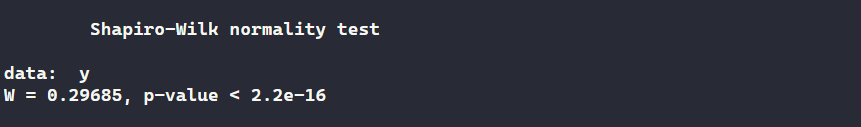 Shapiro-Wilk normality test
data:  y
W = 0.29685, p-value < 2.2e-16